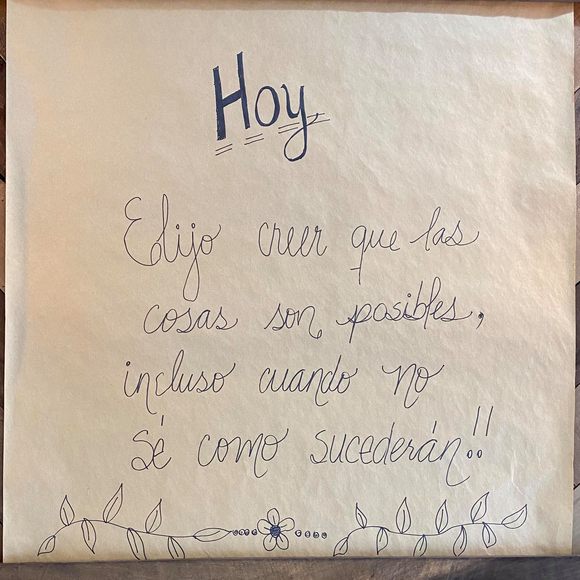 Hoy,
Elijo creer que las
cosas son posibles,
incluso cuando no
sé como sucederán!!